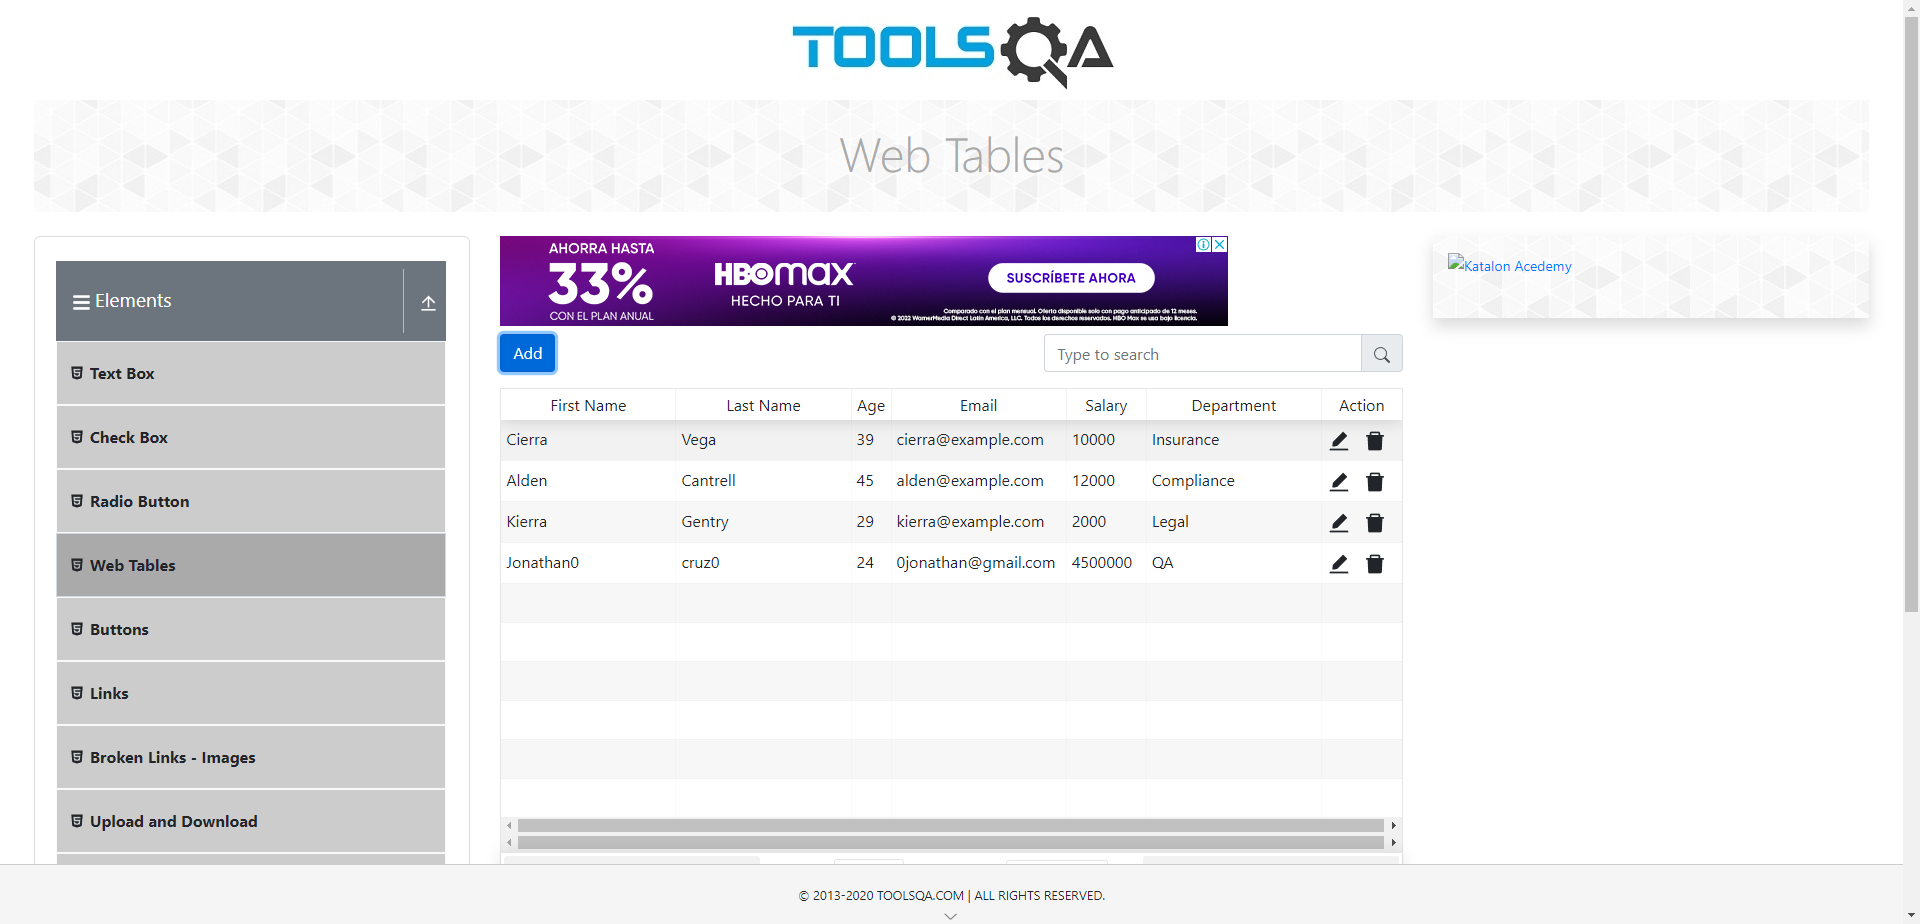 TOOLSQA
Web Tables
Elements
Text Box
Check Box
Radio Button
Web Tables
Buttons
Links
Broken Links - Images
Upload and Download
AHORRA HASTA
33%
CON EL PLAN ANUAL
HBOMAX
HECHO PARA TI
SUSCRÍBETE AHORA
Comparado con el plan mensual. Oferta disponible solo con pago anticipado de 12 meses.
© 2022 WarnerMedia Direct Latin America, LLC. Todos los derechos reservados. HBO Max se usa bajo licencia.
Add
Type to search
First Name Last Name Age Email Salary Department Action
Cierra Vega 39 cierra@example.com 10000 Insurance
Alden Cantrell 45 alden@example.com 12000 Compliance
Kierra Gentry 29 kierra@example.com 2000 Legal
Jonathan0 cruz0 24 0jonathan@gmail.com 4500000 QA
Katalon Acedemy
© 2013-2020 TOOLSQA.COM | ALL RIGHTS RESERVED.